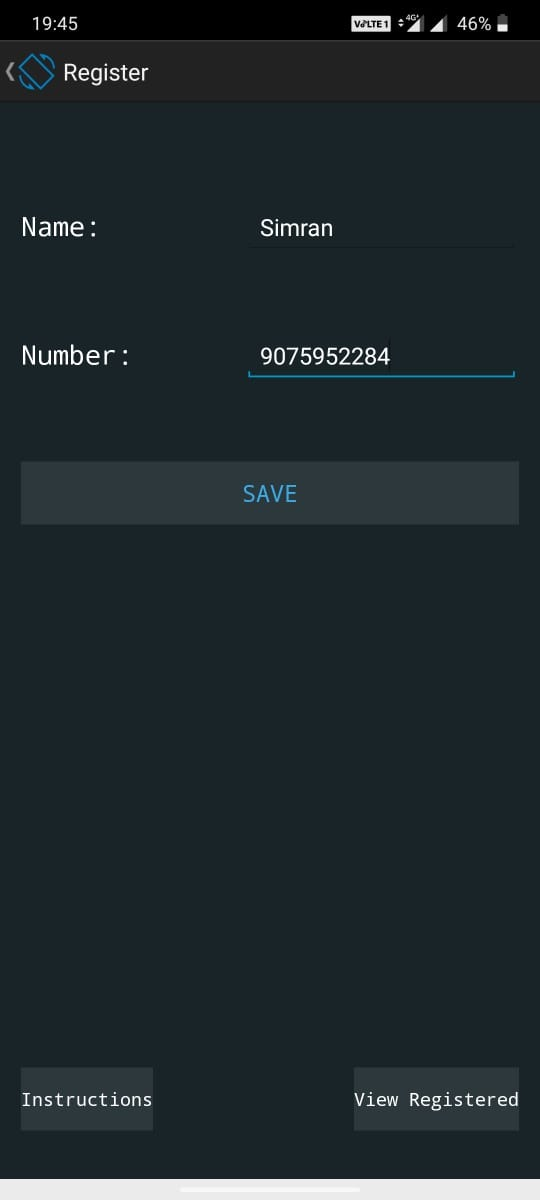 19:45 VoLTE 1 4G+ 46%
Register
Name: Simran
Number: 9075952284
SAVE
Instructions View Registered